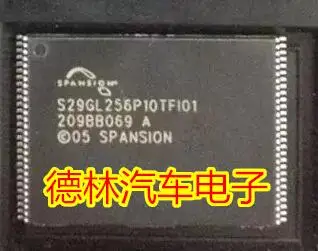 SPANSION
S29GL256P10TFI01
209BB069 A
©05 SPANSION
德林汽车电子